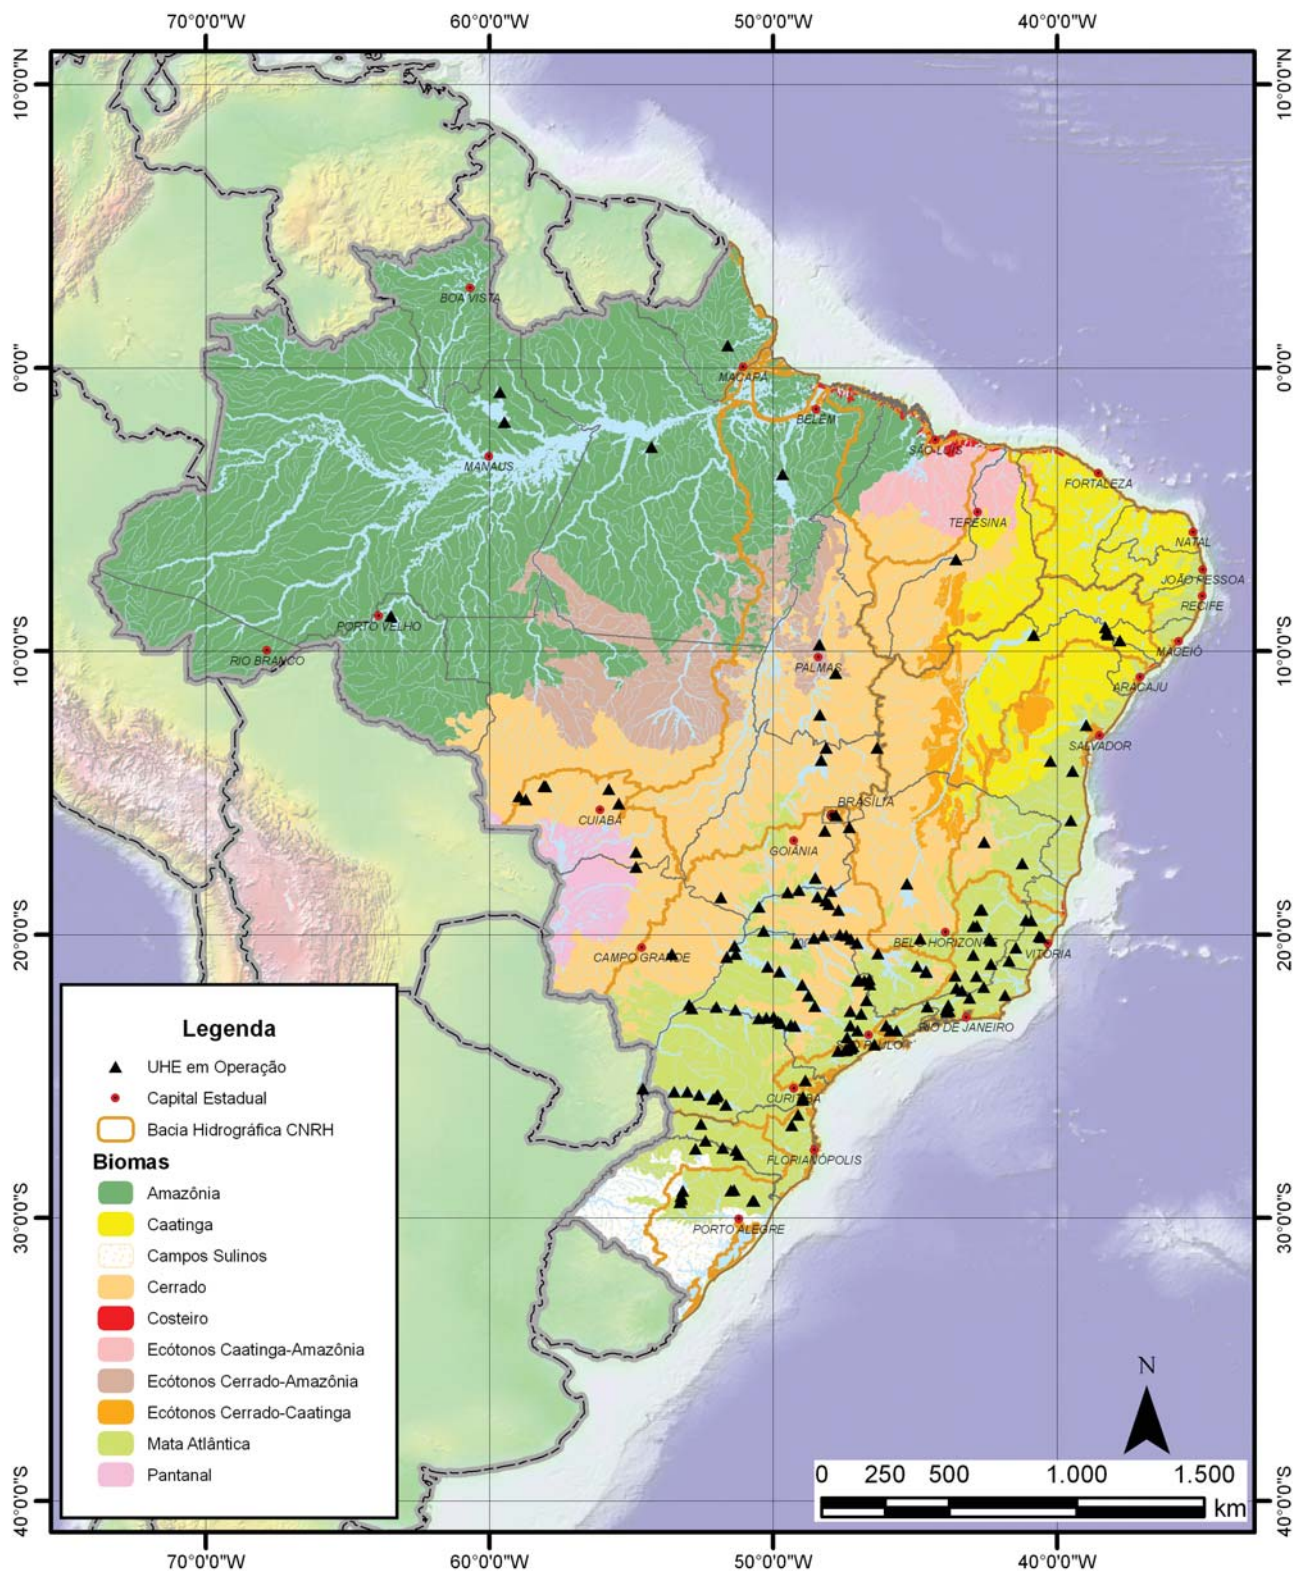 70°0'0"W 60°0'0"W 50°0'0"W 40°0'0"W
10°0'0"N 10°0'0"N
BOA VISTA
0°0'0" 0°0'0"
MACAPÁ
BELÉM
SÃO LUÍS
MANAUS
FORTALEZA
TERESINA
NATAL
JOÃO PESSOA
RECIFE
PORTO VELHO
MACEIÓ
RIO BRANCO
PALMAS
10°0'0"S 10°0'0"S
ARACAJU
SALVADOR
BRASÍLIA
CUIABÁ
GOIÂNIA
20°0'0"S 20°0'0"S
BELO HORIZONTE
VITÓRIA
CAMPO GRANDE
RIO DE JANEIRO
SÃO PAULO
CURITIBA
FLORIANÓPOLIS
30°0'0"S 30°0'0"S
PORTO ALEGRE
Legenda
UHE em Operação
Capital Estadual
Bacia Hidrográfica CNRH
Biomas
Amazônia
Caatinga
Campos Sulinos
Cerrado
Costeiro
Ecótonos Caatinga-Amazônia
Ecótonos Cerrado-Amazônia
Ecótonos Cerrado-Caatinga
Mata Atlântica
Pantanal
N
0 250 500 1.000 1.500
km
40°0'0"S 40°0'0"S
70°0'0"W 60°0'0"W 50°0'0"W 40°0'0"W